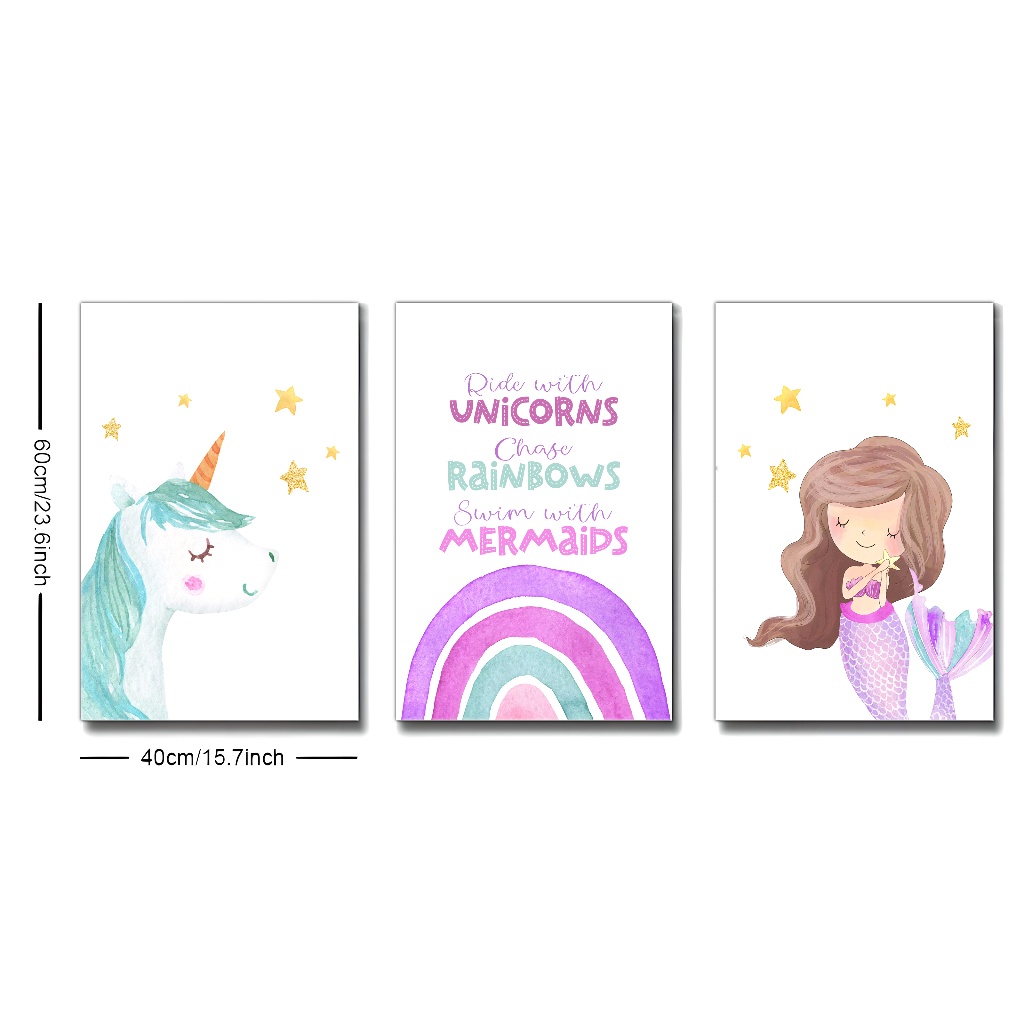 Ride with
UNiCORNS
Chase
RaiNBOWS
Swim with
MERMaiDS
60cm/23.6inch
40cm/15.7inch